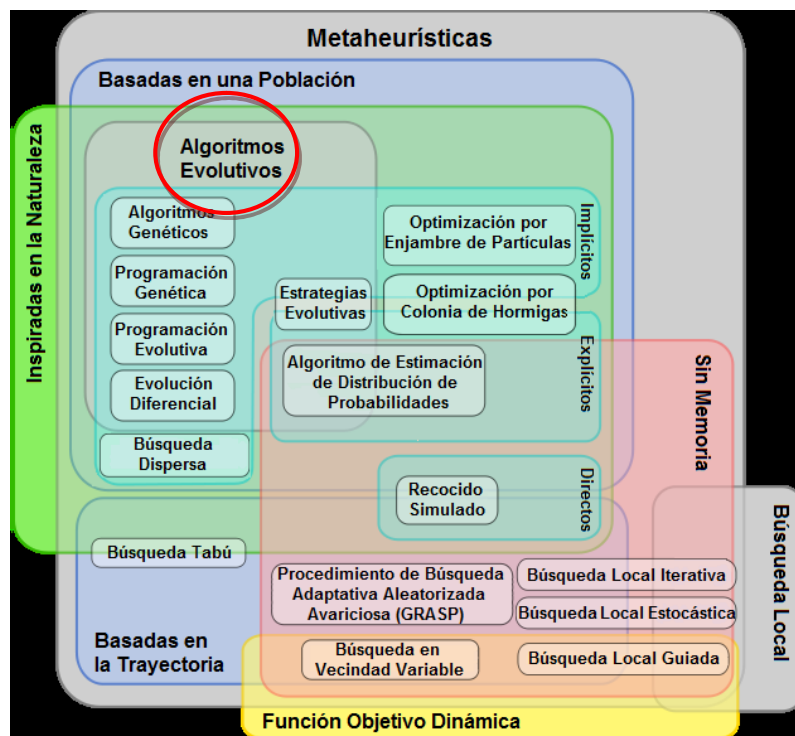 Metaheurísticas
Basadas en una Población
Inspiradas en la Naturaleza
Algoritmos
Evolutivos
Algoritmos
Genéticos
Optimización por
Enjambre de Partículas
Implícitos
Programación
Genética
Estrategias
Evolutivas
Optimización por
Colonia de Hormigas
Programación
Evolutiva
Explícitos
Algoritmo de Estimación
de Distribución de
Probabilidades
Sin Memoria
Evolución
Diferencial
Búsqueda
Dispersa
Recocido
Simulado
Directos
Búsqueda Tabú
Búsqueda Local
Procedimiento de Búsqueda
Adaptativa Aleatorizada
Avariciosa (GRASP)
Búsqueda Local Iterativa
Búsqueda Local Estocástica
Basadas en
la Trayectoria
Búsqueda en
Vecindad Variable
Búsqueda Local Guiada
Función Objetivo Dinámica